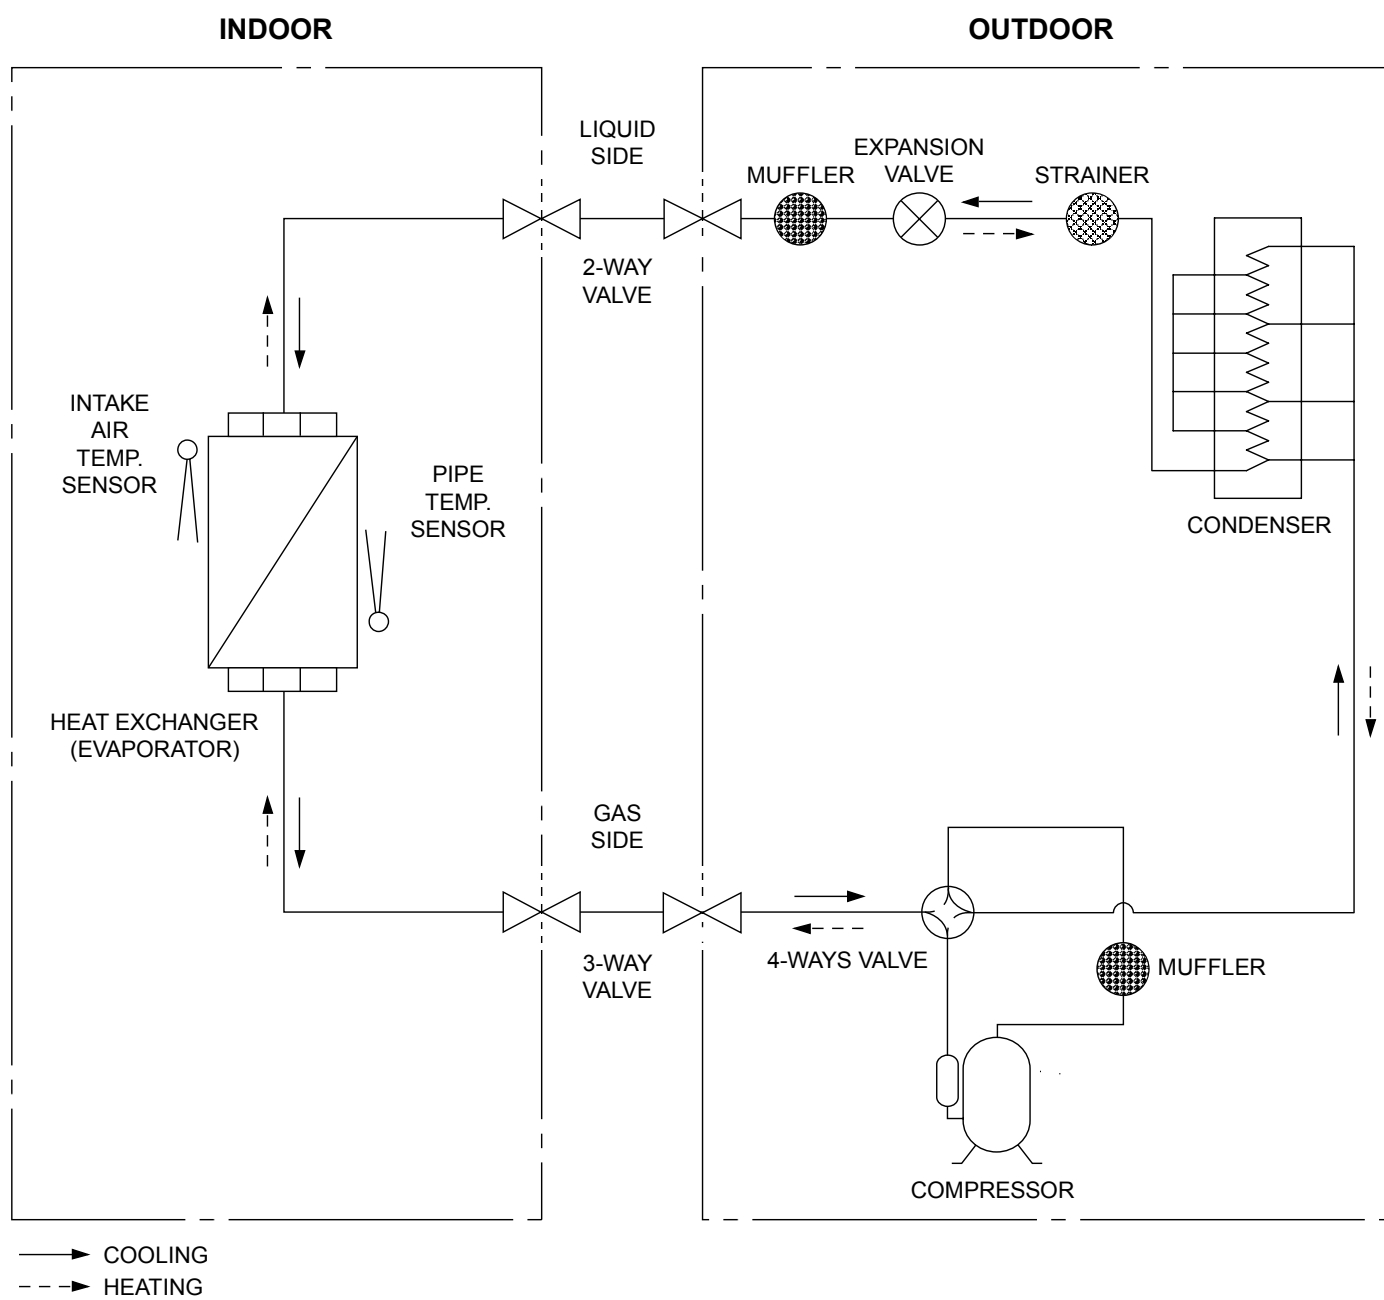 INDOOR
OUTDOOR
LIQUID
SIDE
MUFFLER
EXPANSION
VALVE
STRAINER
2-WAY
VALVE
INTAKE
AIR
TEMP.
SENSOR
PIPE
TEMP.
SENSOR
CONDENSER
HEAT EXCHANGER
(EVAPORATOR)
GAS
SIDE
3-WAY
VALVE
4-WAYS VALVE
MUFFLER
COMPRESSOR
COOLING
HEATING